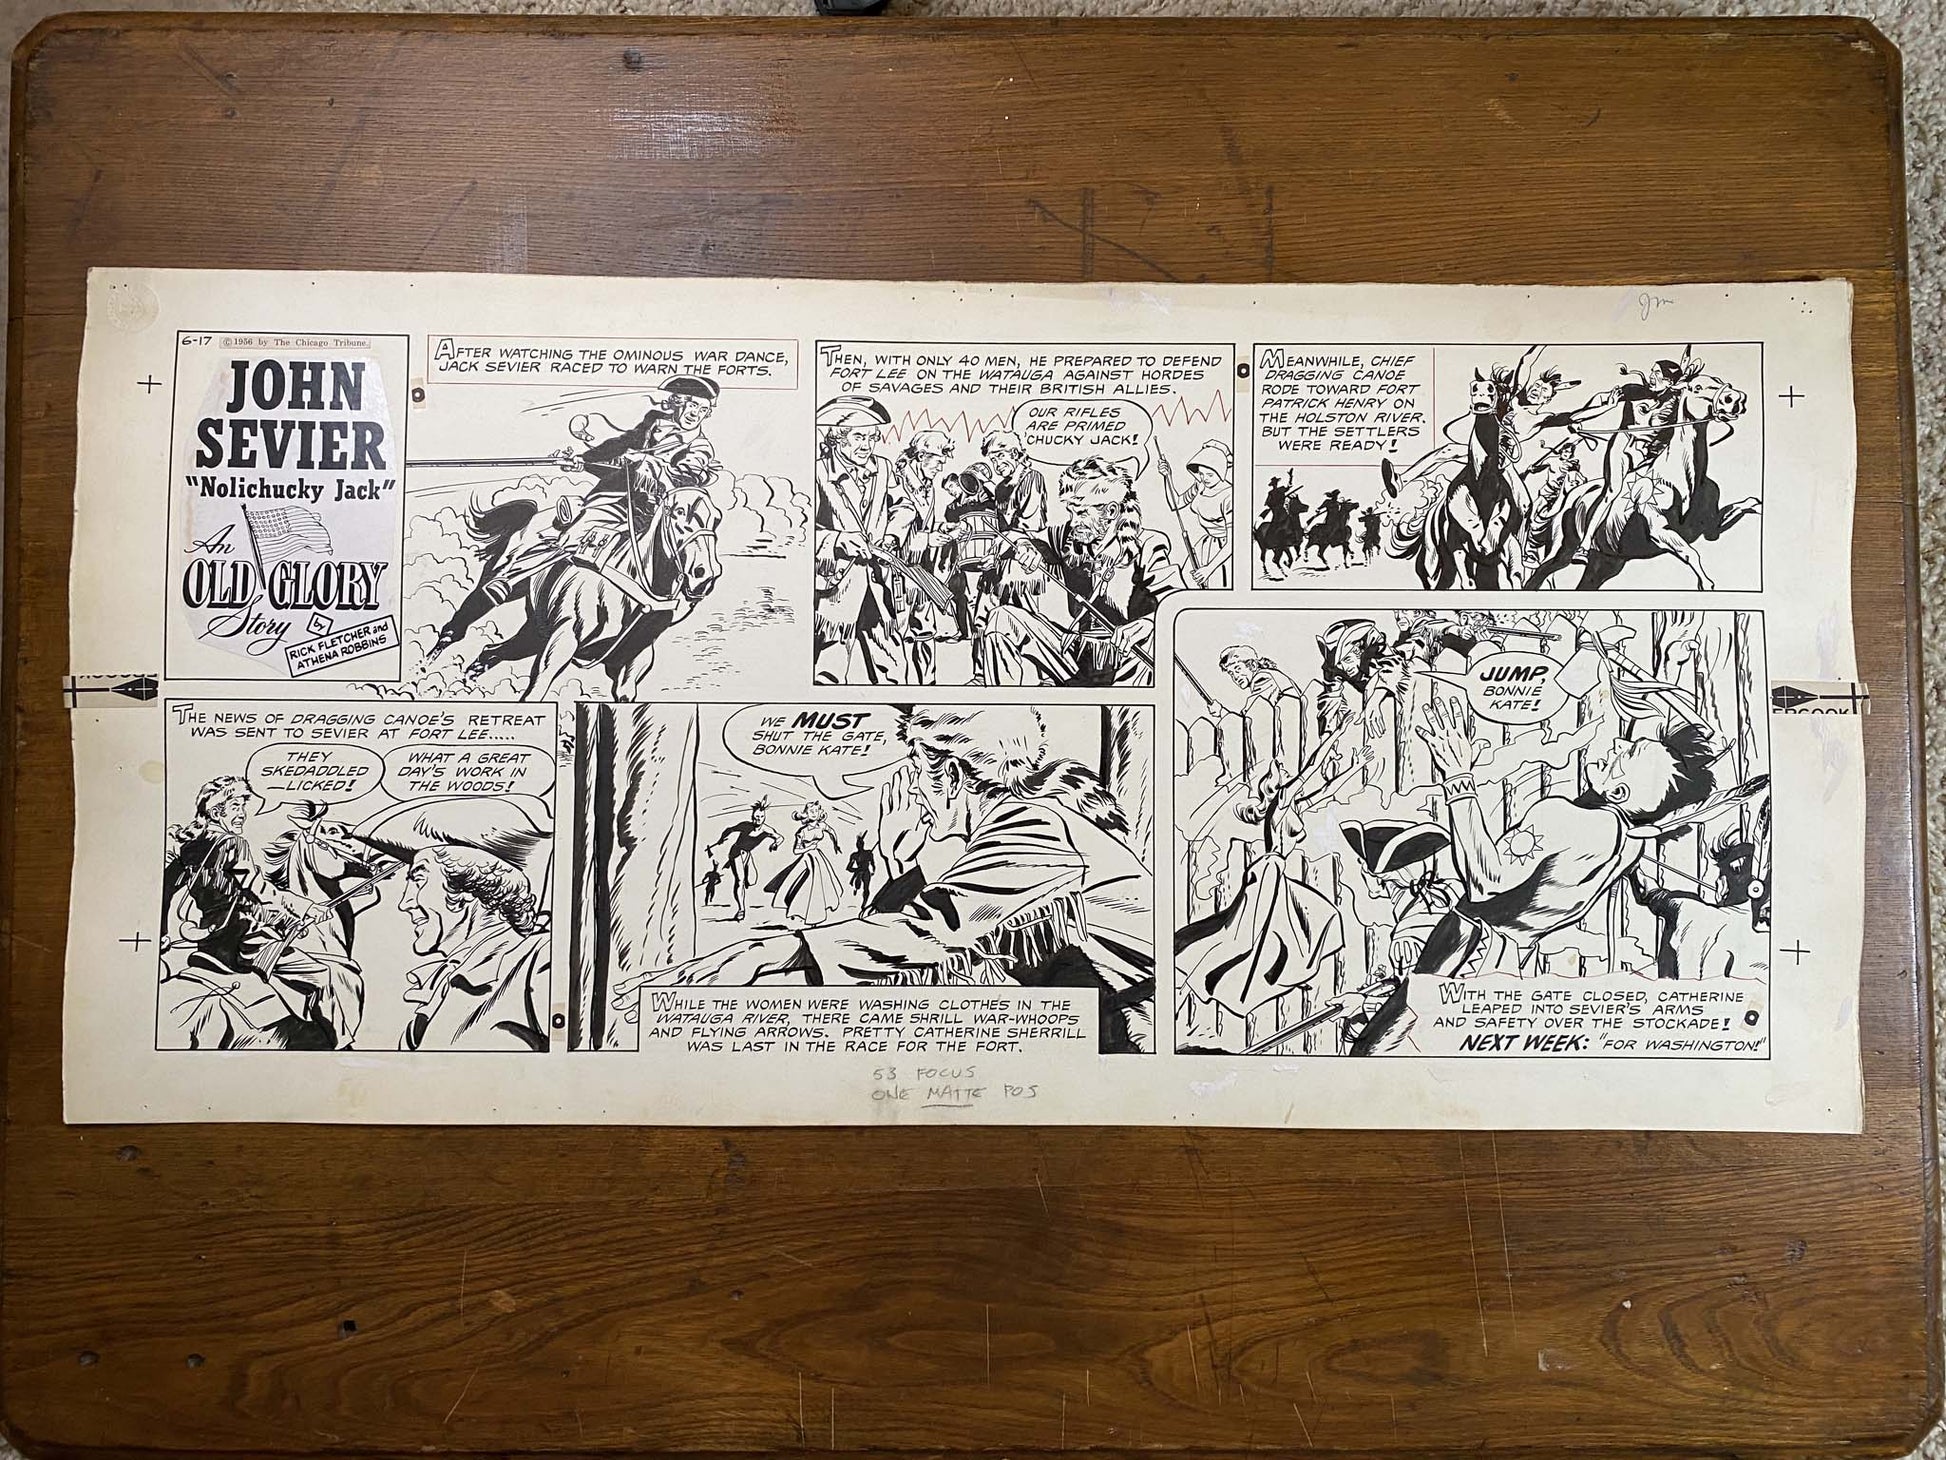 6-17
© 1956 by The Chicago Tribune.
JOHN
SEVIER
"Nolichucky Jack"
An
OLD GLORY
Story
by
RICK FLETCHER and
ATHENA ROBBINS
AFTER WATCHING THE OMINOUS WAR DANCE,
JACK SEVIER RACED TO WARN THE FORTS.
THEN, WITH ONLY 40 MEN, HE PREPARED TO DEFEND
FORT LEE ON THE WATAUGA AGAINST HORDES
OF SAVAGES AND THEIR BRITISH ALLIES.
OUR RIFLES
ARE PRIMED
'CHUCKY JACK!
MEANWHILE, CHIEF
DRAGGING CANOE
RODE TOWARD FORT
PATRICK HENRY ON
THE HOLSTON RIVER.
BUT THE SETTLERS
WERE READY!
THE NEWS OF DRAGGING CANOE'S RETREAT
WAS SENT TO SEVIER AT FORT LEE.....
THEY
SKEDADDLED
—LICKED!
WHAT A GREAT
DAY'S WORK IN
THE WOODS!
WE MUST
SHUT THE GATE,
BONNIE KATE!
WHILE THE WOMEN WERE WASHING CLOTHES IN THE
WATAUGA RIVER, THERE CAME SHRILL WAR-WHOOPS
AND FLYING ARROWS. PRETTY CATHERINE SHERRILL
WAS LAST IN THE RACE FOR THE FORT.
JUMP,
BONNIE
KATE!
WITH THE GATE CLOSED, CATHERINE
LEAPED INTO SEVIER'S ARMS
AND SAFETY OVER THE STOCKADE!
NEXT WEEK: "FOR WASHINGTON!"
53 FOCUS
ONE MATTE POS